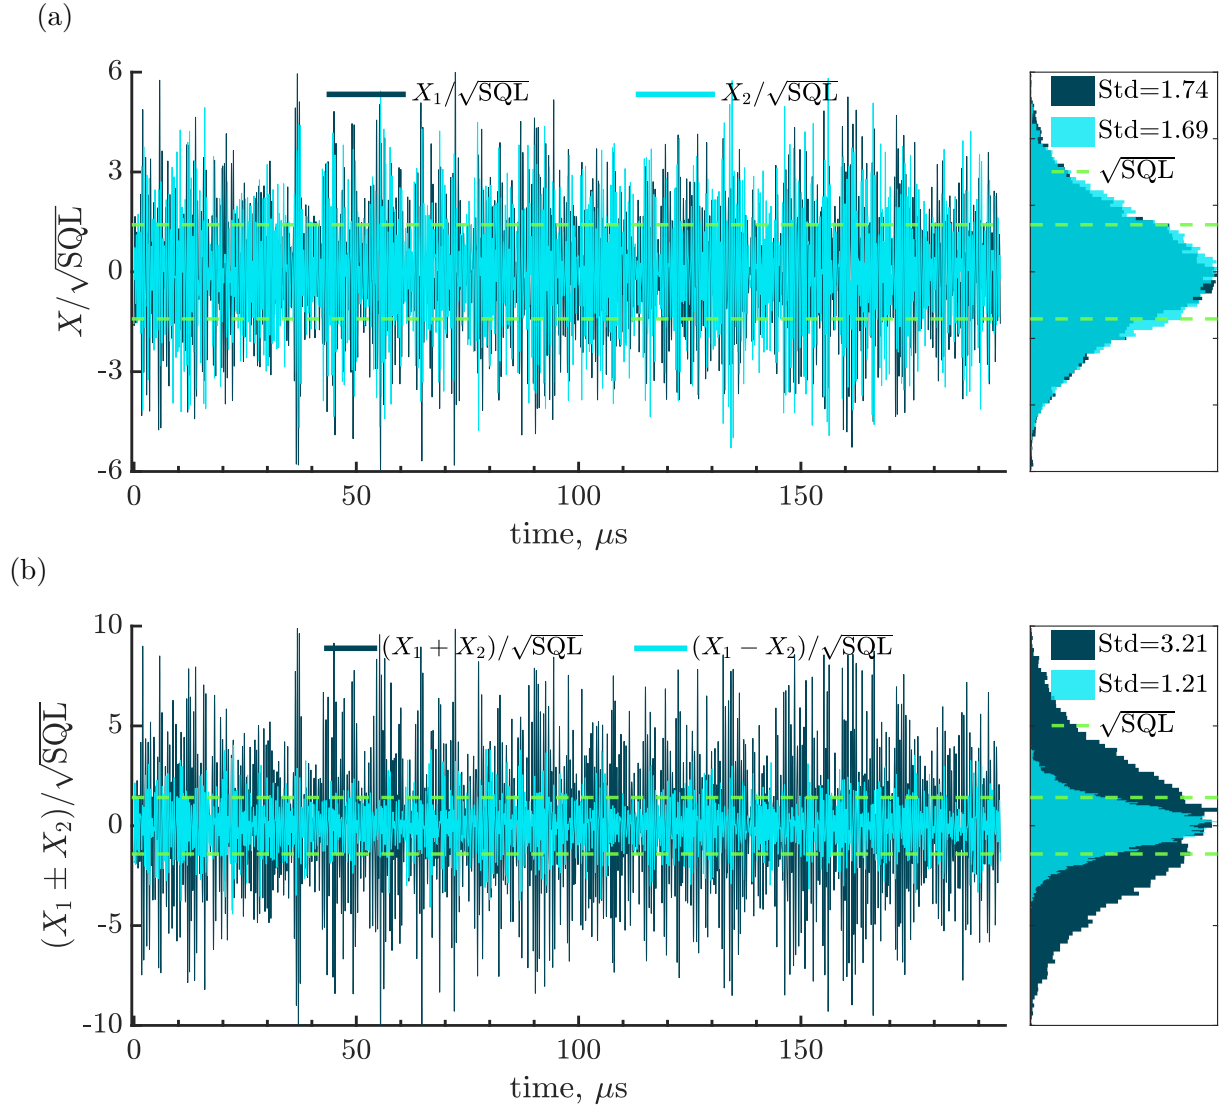 (a)
X₁/√SQL
X₂/√SQL
Std=1.74
Std=1.69
√SQL
X/√SQL
6
3
0
-3
-6
0
50
100
150
time, μs
(b)
(X₁ + X₂)/√SQL
(X₁ − X₂)/√SQL
Std=3.21
Std=1.21
√SQL
(X₁ ± X₂)/√SQL
10
5
0
-5
-10
0
50
100
150
time, μs